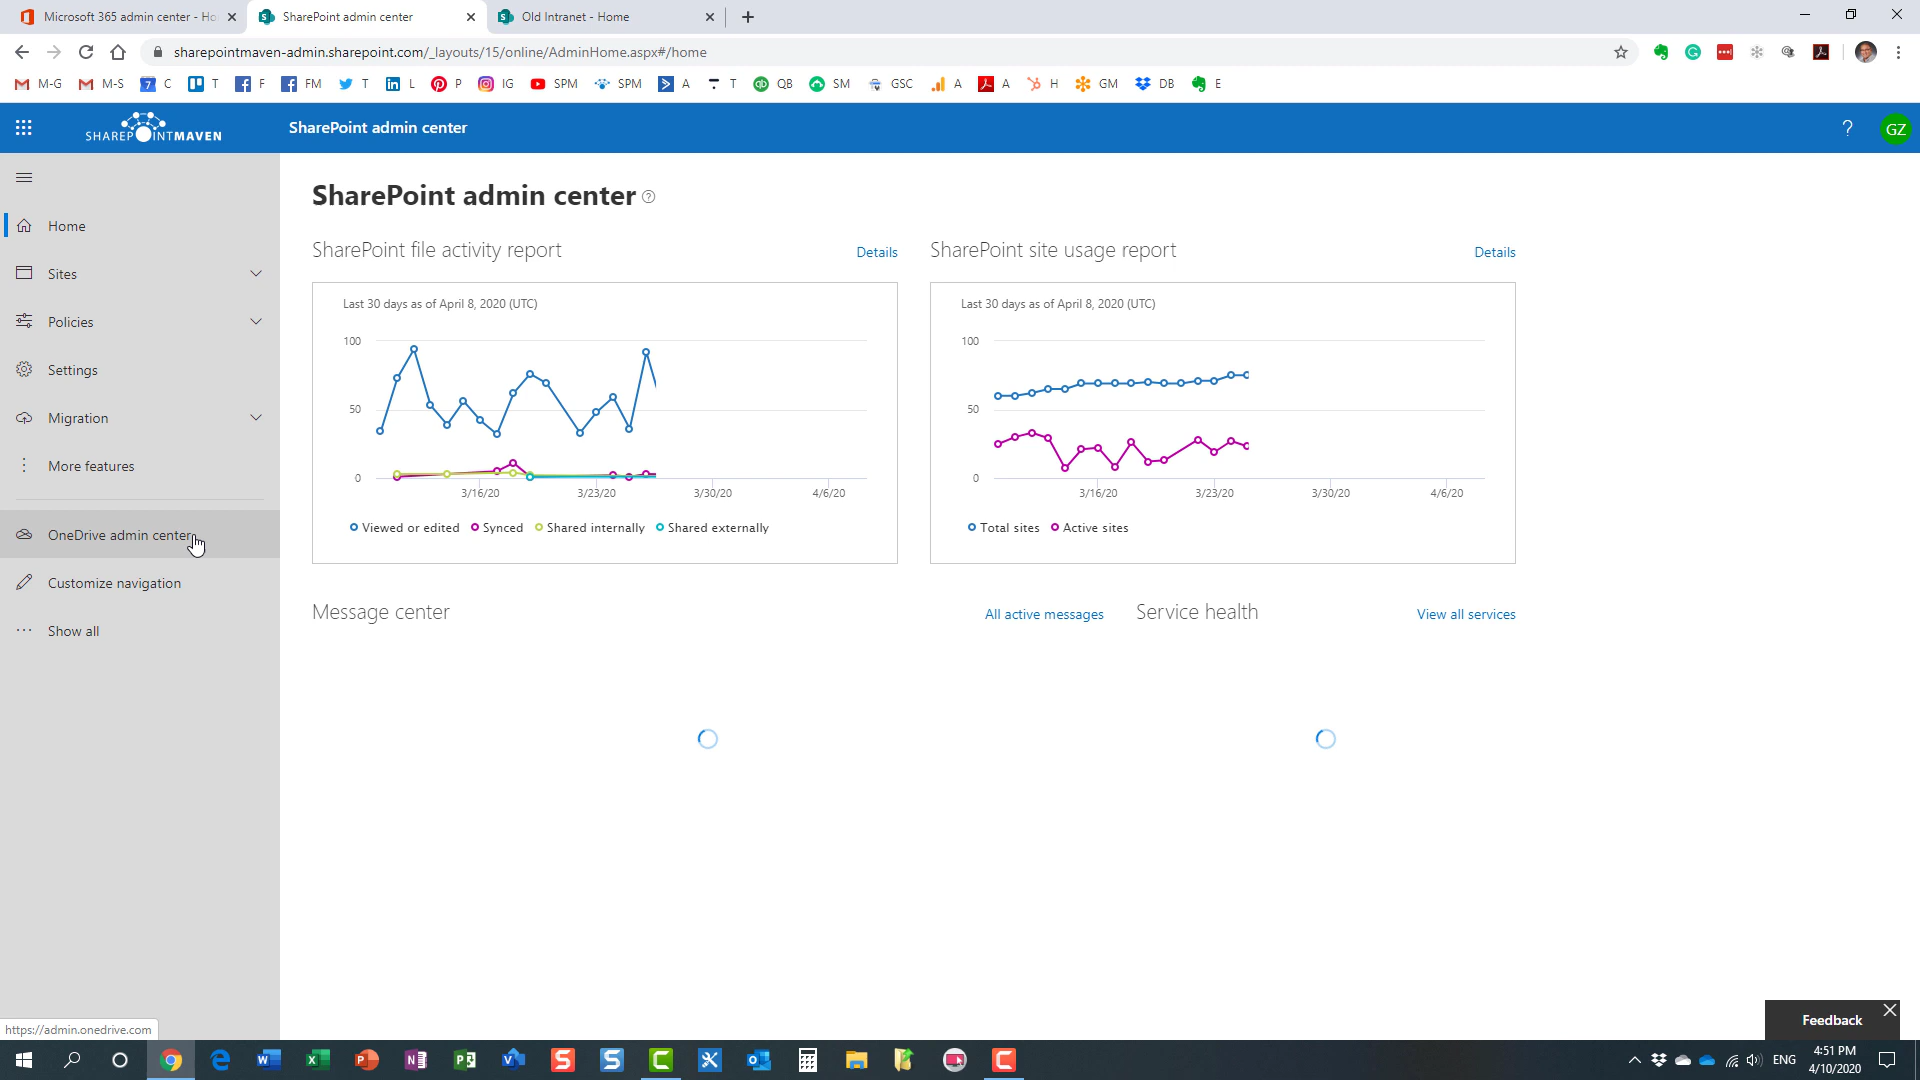 Microsoft 365 admin center - Ho
SharePoint admin center
Old Intranet - Home
sharepointmaven-admin.sharepoint.com/_layouts/15/online/AdminHome.aspx#/home
M-G M-S C T F FM T L P IG SPM SPM A T QB SM GSC A A H GM DB E
SHAREPOINTMAVEN
SharePoint admin center
?
GZ
Home
Sites
Policies
Settings
Migration
More features
OneDrive admin center
Customize navigation
Show all
SharePoint admin center
SharePoint file activity report
Details
Last 30 days as of April 8, 2020 (UTC)
100
50
0
3/16/20 3/23/20 3/30/20 4/6/20
Viewed or edited Synced Shared internally Shared externally
SharePoint site usage report
Details
Last 30 days as of April 8, 2020 (UTC)
100
50
0
3/16/20 3/23/20 3/30/20 4/6/20
Total sites Active sites
Message center
All active messages
Service health
View all services
Feedback
https://admin.onedrive.com
ENG
4:51 PM
4/10/2020